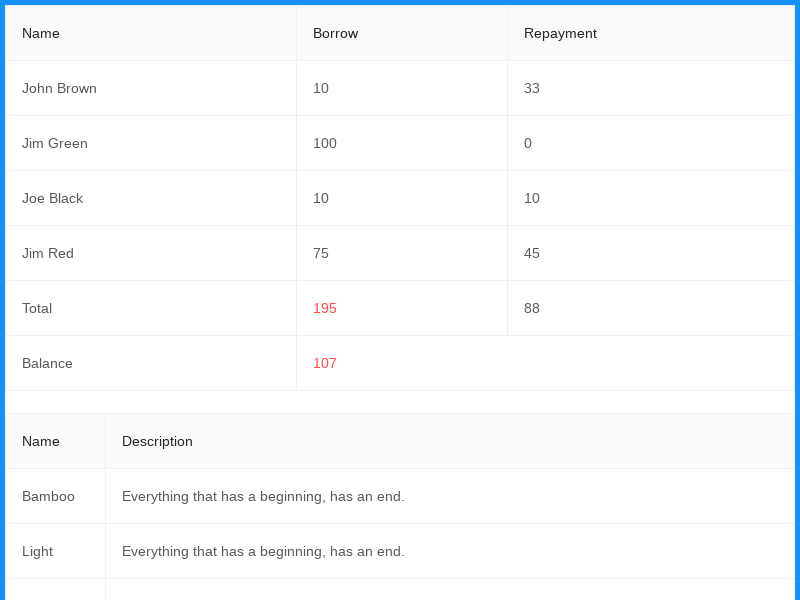 Name Borrow Repayment
John Brown 10 33
Jim Green 100 0
Joe Black 10 10
Jim Red 75 45
Total 195 88
Balance 107
Name Description
Bamboo Everything that has a beginning, has an end.
Light Everything that has a beginning, has an end.